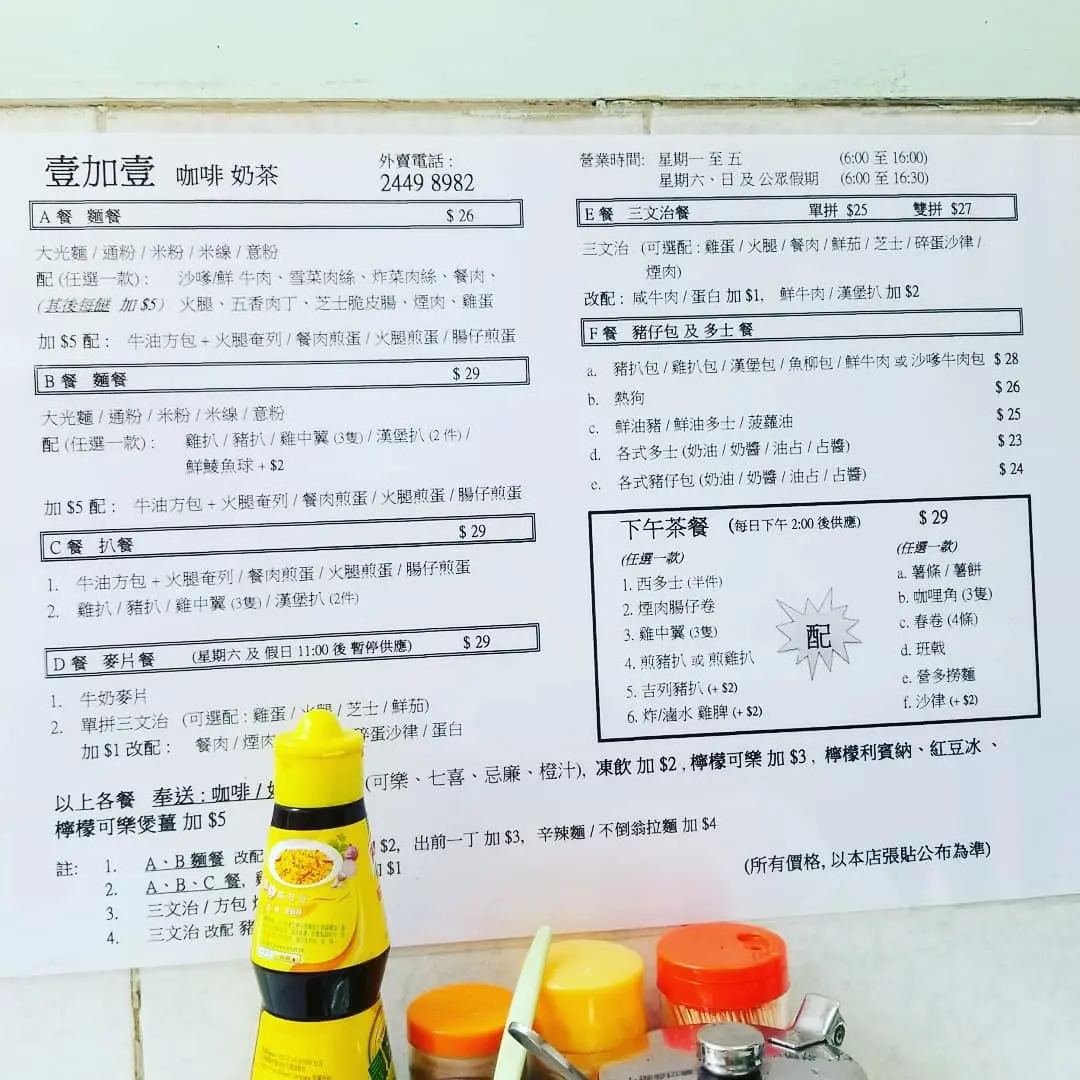 壹加壹 咖啡 奶茶
外賣電話 :
2449 8982
A 餐 麵餐 $ 26
大光麵 / 通粉 / 米粉 / 米線 / 意粉
配 (任選一款) : 沙嗲/鮮 牛肉、雪菜肉絲、炸菜肉絲、餐肉、
(其後每餸 加 $5) 火腿、五香肉丁、芝士脆皮腸、煙肉、雞蛋
加 $5 配 : 牛油方包 + 火腿奄列 / 餐肉煎蛋 / 火腿煎蛋 / 腸仔煎蛋
B 餐 麵餐 $ 29
大光麵 / 通粉 / 米粉 / 米線 / 意粉
配 (任選一款) : 雞扒 / 豬扒 / 雞中翼 (3隻) / 漢堡扒 (2 件) /
鮮鯪魚球 + $2
加 $5 配 : 牛油方包 + 火腿奄列 / 餐肉煎蛋 / 火腿煎蛋 / 腸仔煎蛋
C 餐 扒餐 $ 29
1. 牛油方包 + 火腿奄列 / 餐肉煎蛋 / 火腿煎蛋 / 腸仔煎蛋
2. 雞扒 / 豬扒 / 雞中翼 (3隻) / 漢堡扒 (2件)
D 餐 麥片餐 (星期六 及 假日 11:00 後 暫停供應) $ 29
1. 牛奶麥片
2. 單拼三文治 (可選配 : 雞蛋 / 火腿 / 芝士 / 鮮茄)
加 $1 改配 : 餐肉 / 煙肉 碎蛋沙律 / 蛋白
營業時間: 星期一 至 五 (6:00 至 16:00)
星期六、日 及 公眾假期 (6:00 至 16:30)
E 餐 三文治餐 單拼 $25 雙拼 $27
三文治 (可選配 : 雞蛋 / 火腿 / 餐肉 / 鮮茄 / 芝士 / 碎蛋沙律 /
煙肉)
改配 : 咸牛肉 / 蛋白 加 $1, 鮮牛肉 / 漢堡扒 加 $2
F 餐 豬仔包 及 多士 餐
a. 豬扒包 / 雞扒包 / 漢堡包 / 魚柳包 / 鮮牛肉 或 沙嗲牛肉包 $ 28
b. 熱狗 $ 26
c. 鮮油豬 / 鮮油多士 / 菠蘿油 $ 25
d. 各式多士 (奶油 / 奶醬 / 油占 / 占醬) $ 23
e. 各式豬仔包 (奶油 / 奶醬 / 油占 / 占醬) $ 24
下午茶餐 (每日下午 2:00 後供應) $ 29
(任選一款)
1. 西多士 (半件)
2. 煙肉腸仔卷
3. 雞中翼 (3隻)
4. 煎豬扒 或 煎雞扒
5. 吉列豬扒 (+ $2)
6. 炸/滷水 雞脾 (+ $2)
配
(任選一款)
a. 薯條 / 薯餅
b. 咖哩角 (3隻)
c. 春卷 (4條)
d. 班戟
e. 營多撈麵
f. 沙律 (+ $2)
以上各餐 奉送 : 咖啡 / (可樂、七喜、忌廉、橙汁), 凍飲 加 $2 , 檸檬可樂 加 $3 , 檸檬利賓納、紅豆冰 、
檸檬可樂煲薑 加 $5
註: 1. A、B 麵餐 改配 $2, 出前一丁 加 $3, 辛辣麵 / 不倒翁拉麵 加 $4
2. A、B、C 餐, $1
3. 三文治 / 方包
4. 三文治 改配
(所有價格, 以本店張貼公布為準)